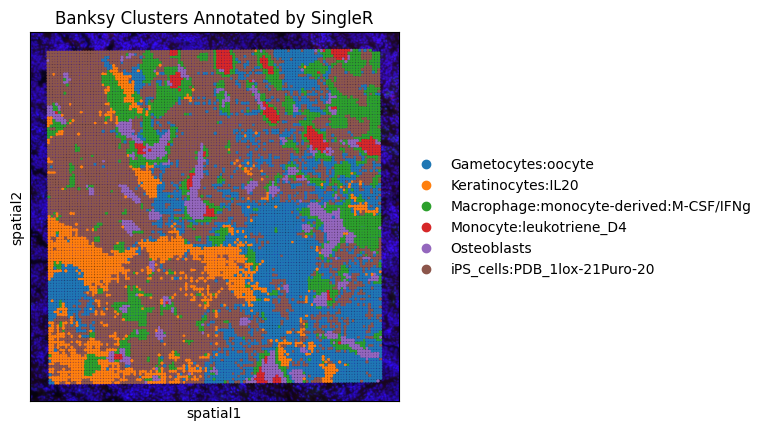 Banksy Clusters Annotated by SingleR
spatial2
spatial1
Gametocytes:oocyte
Keratinocytes:IL20
Macrophage:monocyte-derived:M-CSF/IFNg
Monocyte:leukotriene_D4
Osteoblasts
iPS_cells:PDB_1lox-21Puro-20